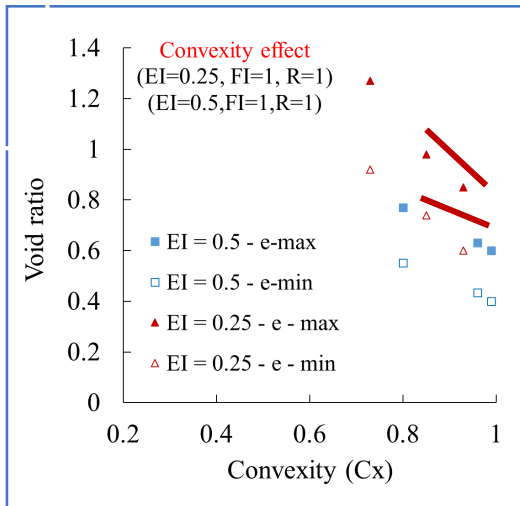 Convexity effect
(EI=0.25, FI=1, R=1)
(EI=0.5,FI=1,R=1)
1.4
1.2
1
0.8
0.6
0.4
0.2
0
Void ratio
EI = 0.5 - e-max
EI = 0.5 - e-min
EI = 0.25 - e - max
EI = 0.25 - e - min
0.2
0.4
0.6
0.8
1
Convexity (Cx)